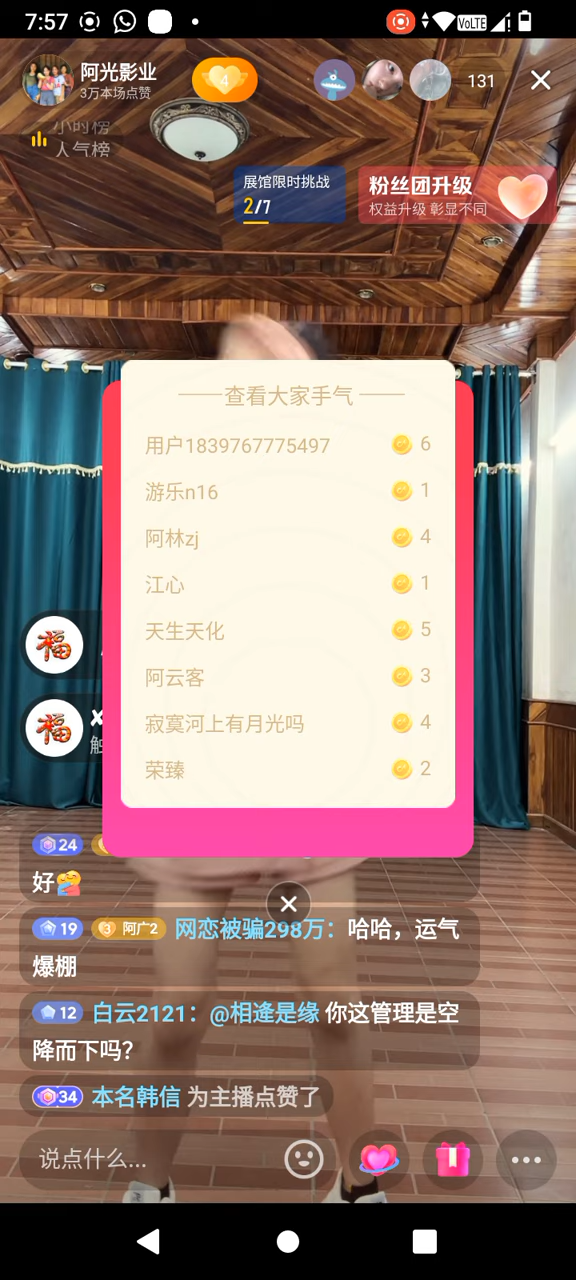 7:57
VoLTE
阿光影业
3万本场点赞
4
131
小时榜
人气榜
展馆限时挑战
2/7
粉丝团升级
权益升级 彰显不同
查看大家手气
用户1839767775497 6
游乐n16 1
阿林zj 4
江心 1
天生天化 5
阿云客 3
寂寞河上有月光吗 4
荣臻 2
福
福
24
好
19 3 阿广2 网恋被骗298万：哈哈，运气
爆棚
12 白云2121：@相逄是缘 你这管理是空
降而下吗？
34 本名韩信 为主播点赞了
说点什么...